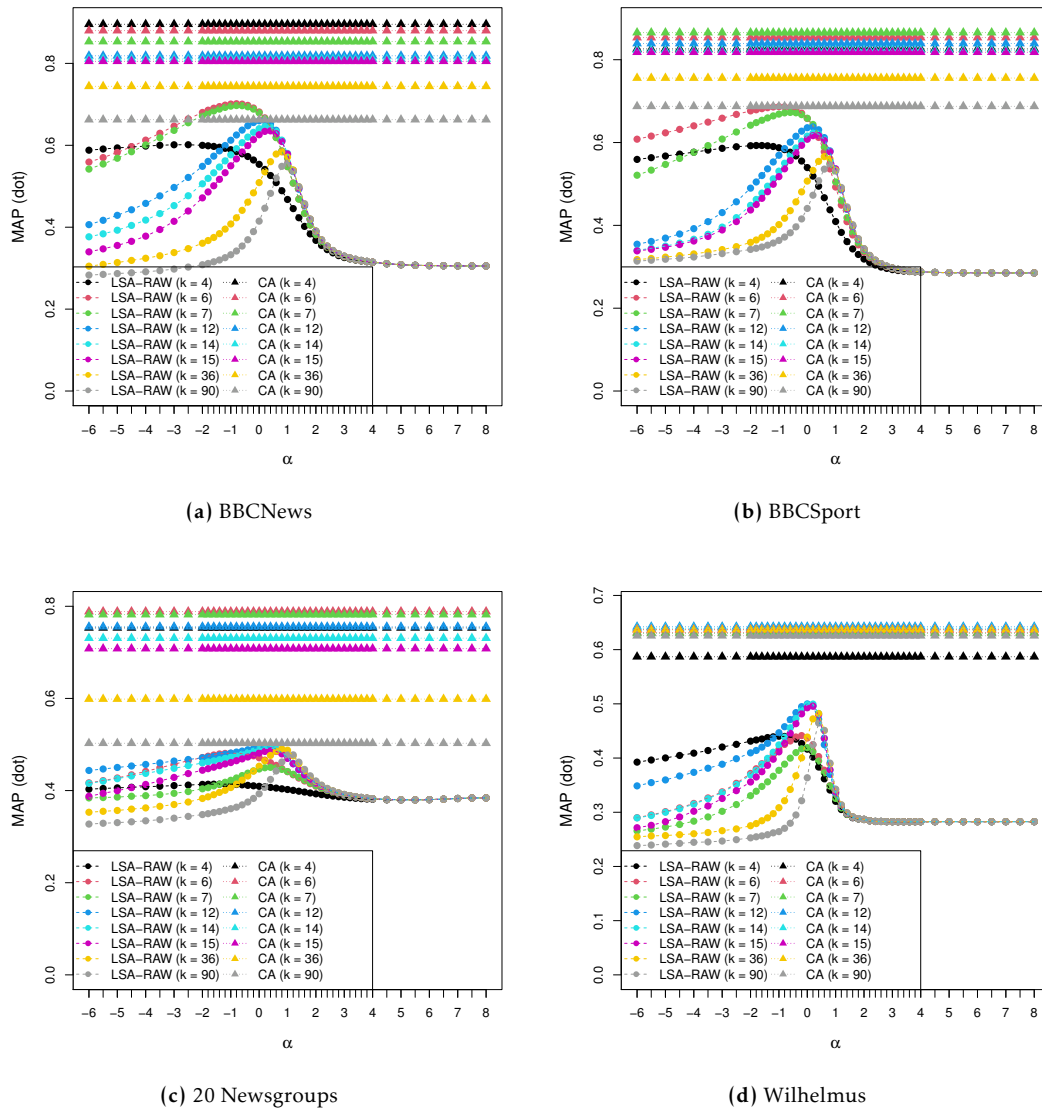 0.8
0.6
0.4
0.2
0.0
MAP (dot)
LSA−RAW (k = 4) CA (k = 4)
LSA−RAW (k = 6) CA (k = 6)
LSA−RAW (k = 7) CA (k = 7)
LSA−RAW (k = 12) CA (k = 12)
LSA−RAW (k = 14) CA (k = 14)
LSA−RAW (k = 15) CA (k = 15)
LSA−RAW (k = 36) CA (k = 36)
LSA−RAW (k = 90) CA (k = 90)
−6 −5 −4 −3 −2 −1 0 1 2 3 4 5 6 7 8
α
(a) BBCNews
0.8
0.6
0.4
0.2
0.0
MAP (dot)
LSA−RAW (k = 4) CA (k = 4)
LSA−RAW (k = 6) CA (k = 6)
LSA−RAW (k = 7) CA (k = 7)
LSA−RAW (k = 12) CA (k = 12)
LSA−RAW (k = 14) CA (k = 14)
LSA−RAW (k = 15) CA (k = 15)
LSA−RAW (k = 36) CA (k = 36)
LSA−RAW (k = 90) CA (k = 90)
−6 −5 −4 −3 −2 −1 0 1 2 3 4 5 6 7 8
α
(b) BBCSport
0.8
0.6
0.4
0.2
0.0
MAP (dot)
LSA−RAW (k = 4) CA (k = 4)
LSA−RAW (k = 6) CA (k = 6)
LSA−RAW (k = 7) CA (k = 7)
LSA−RAW (k = 12) CA (k = 12)
LSA−RAW (k = 14) CA (k = 14)
LSA−RAW (k = 15) CA (k = 15)
LSA−RAW (k = 36) CA (k = 36)
LSA−RAW (k = 90) CA (k = 90)
−6 −5 −4 −3 −2 −1 0 1 2 3 4 5 6 7 8
α
(c) 20 Newsgroups
0.7
0.6
0.5
0.4
0.3
0.2
0.1
0.0
MAP (dot)
LSA−RAW (k = 4) CA (k = 4)
LSA−RAW (k = 6) CA (k = 6)
LSA−RAW (k = 7) CA (k = 7)
LSA−RAW (k = 12) CA (k = 12)
LSA−RAW (k = 14) CA (k = 14)
LSA−RAW (k = 15) CA (k = 15)
LSA−RAW (k = 36) CA (k = 36)
LSA−RAW (k = 90) CA (k = 90)
−6 −5 −4 −3 −2 −1 0 1 2 3 4 5 6 7 8
α
(d) Wilhelmus